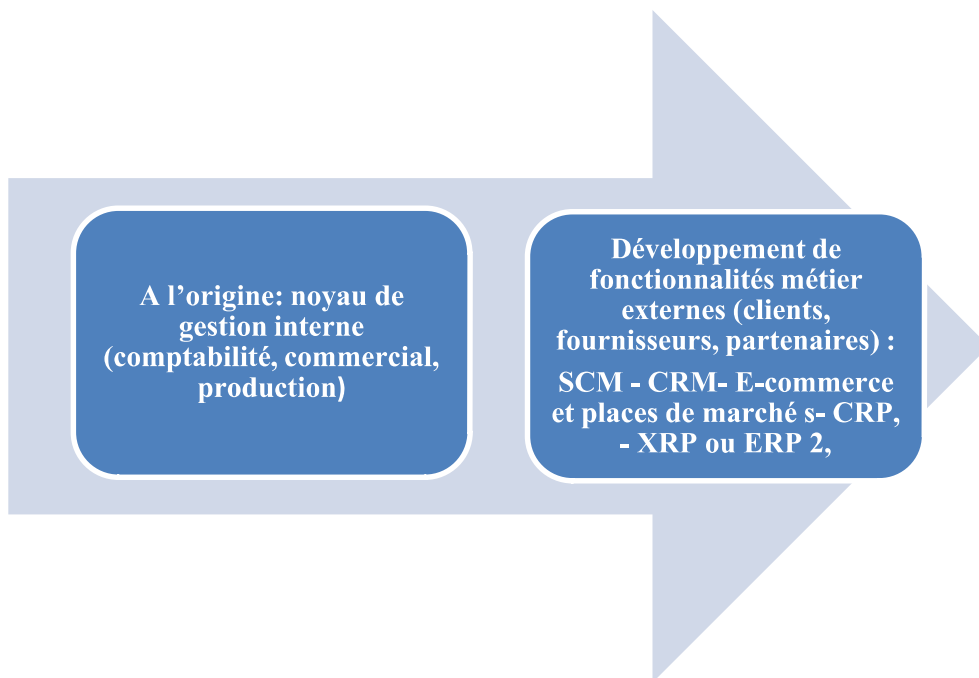 A l’origine: noyau de
gestion interne
(comptabilité, commercial,
production)
Développement de
fonctionnalités métier
externes (clients,
fournisseurs, partenaires) :
SCM - CRM- E-commerce
et places de marché s- CRP,
- XRP ou ERP 2,